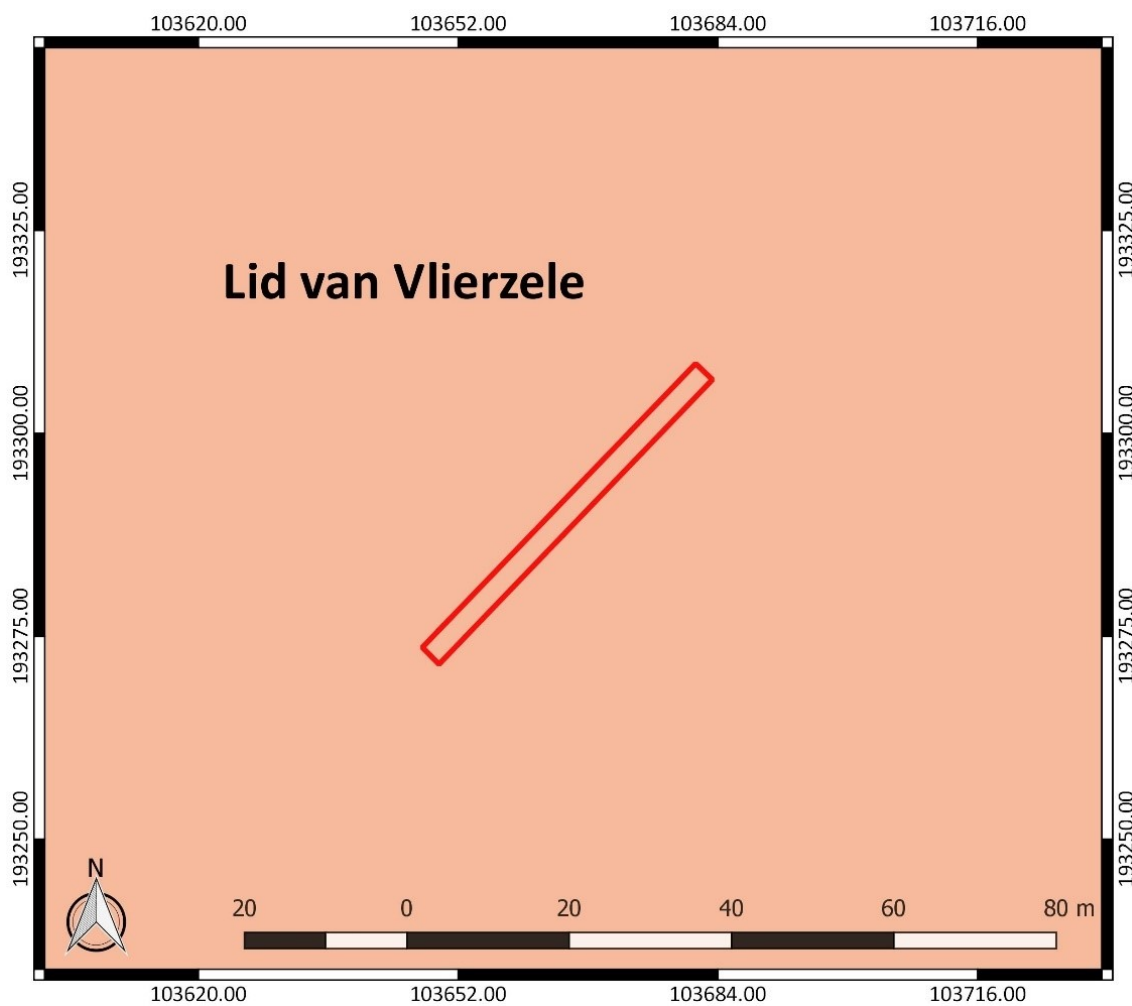 103620.00 103652.00 103684.00 103716.00
193325.00 193325.00
Lid van Vlierzele
193300.00 193300.00
193275.00 193275.00
193250.00 193250.00
N
20 0 20 40 60 80 m
103620.00 103652.00 103684.00 103716.00